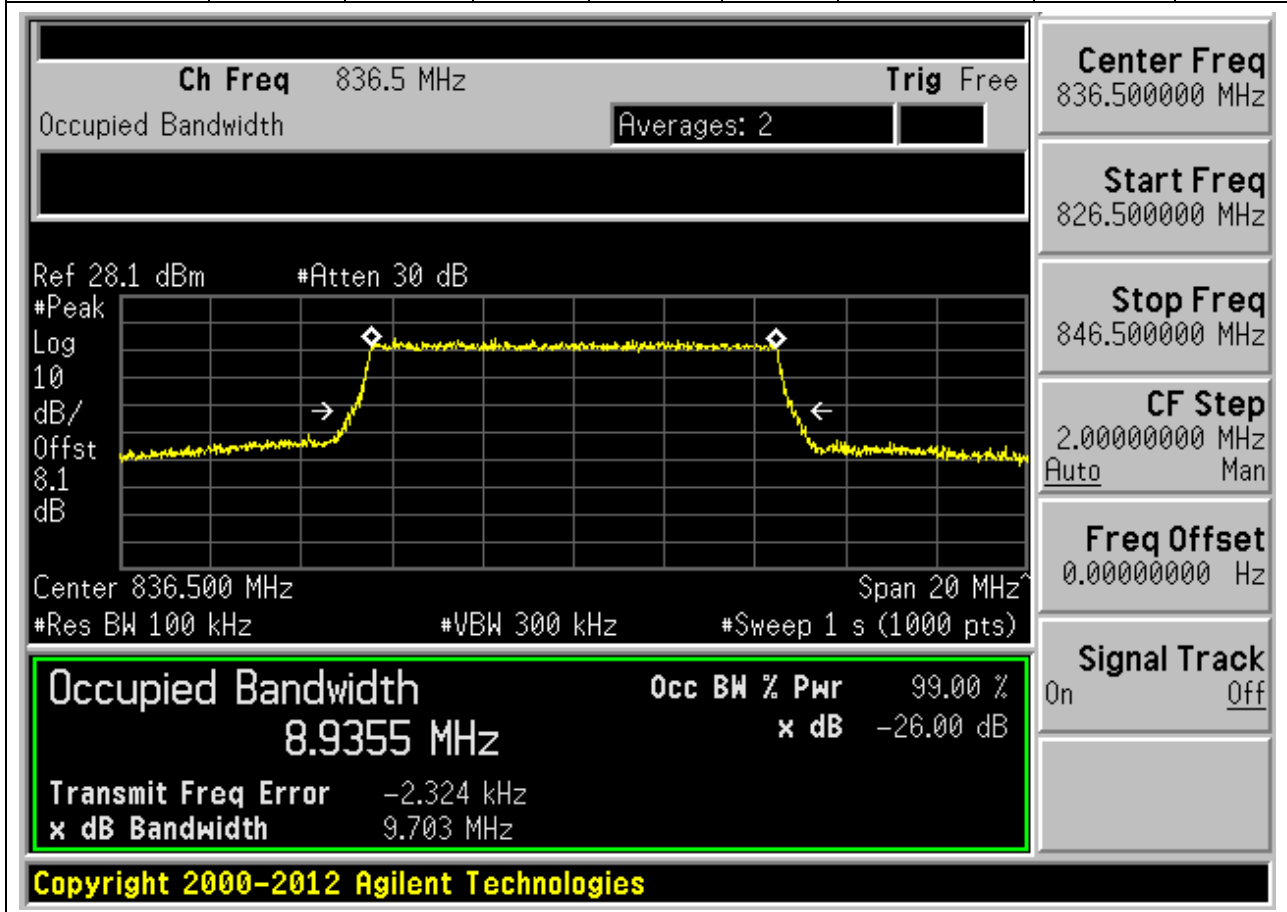 Ch Freq 836.5 MHz Trig Free
Occupied Bandwidth Averages: 2
Ref 28.1 dBm #Atten 30 dB
#Peak
Log
10
dB/
Offst
8.1
dB
Center 836.500 MHz Span 20 MHz^
#Res BW 100 kHz #VBW 300 kHz #Sweep 1 s (1000 pts)
Occupied Bandwidth Occ BW % Pwr 99.00 %
8.9355 MHz x dB -26.00 dB
Transmit Freq Error -2.324 kHz
x dB Bandwidth 9.703 MHz
Copyright 2000-2012 Agilent Technologies
Center Freq
836.500000 MHz
Start Freq
826.500000 MHz
Stop Freq
846.500000 MHz
CF Step
2.00000000 MHz
Auto Man
Freq Offset
0.00000000 Hz
Signal Track
On Off